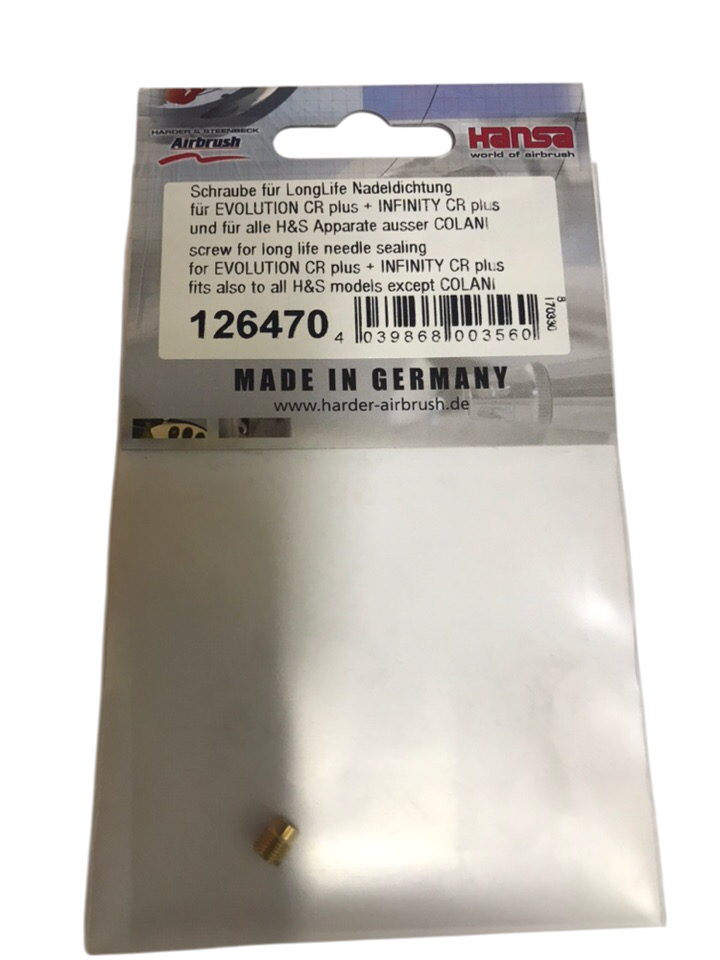 HARDER & STEENBECK
Airbrush
Hansa
world of airbrush
Schraube für LongLife Nadeldichtung
für EVOLUTION CR plus + INFINITY CR plus
und für alle H&S Apparate ausser COLANI
screw for long life needle sealing
for EVOLUTION CR plus + INFINITY CR plus
fits also to all H&S models except COLANI
126470
4 039868 003560
8
170330
MADE IN GERMANY
www.harder-airbrush.de